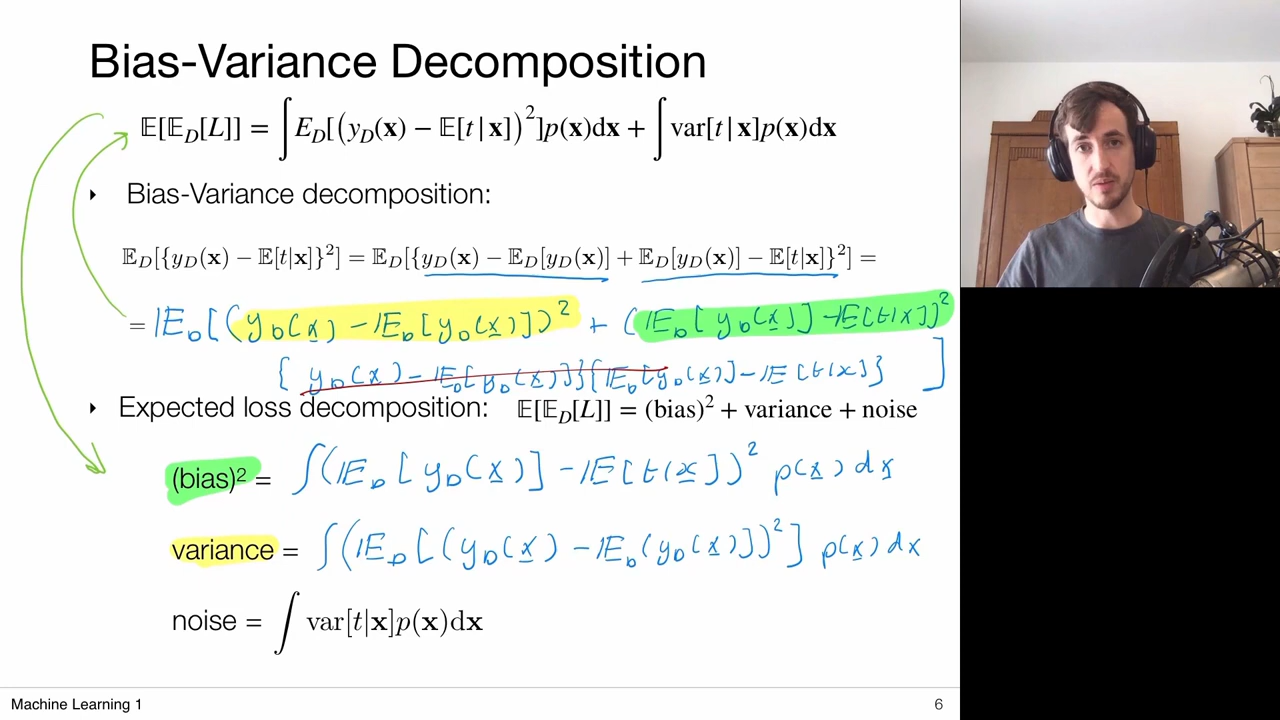 Bias-Variance Decomposition
𝔼[𝔼_D[L]] = ∫E_D[(y_D(𝐱) − 𝔼[t|𝐱])²]p(𝐱)d𝐱 + ∫var[t|𝐱]p(𝐱)d𝐱
‣ Bias-Variance decomposition:
𝔼_D[{y_D(𝐱) − 𝔼[t|𝐱]}²] = 𝔼_D[{y_D(𝐱) − 𝔼_D[y_D(𝐱)] + 𝔼_D[y_D(𝐱)] − 𝔼[t|𝐱]}²] =
= 𝔼_D[(y_D(x) − 𝔼_D[y_D(x)])² + (𝔼_D[y_D(x)] − 𝔼[t|x])²
{y_D(x) − 𝔼_D[y_D(x)]}{𝔼_D[y_D(x)] − 𝔼[t|x]} ]
‣ Expected loss decomposition: 𝔼[𝔼_D[L]] = (bias)² + variance + noise
(bias)² = ∫(𝔼_D[y_D(x)] − 𝔼[t|x])² p(x)dx
variance = ∫(𝔼_D[(y_D(x) − 𝔼_D(y_D(x)])²] p(x)dx
noise = ∫var[t|𝐱]p(𝐱)d𝐱
Machine Learning 1
6